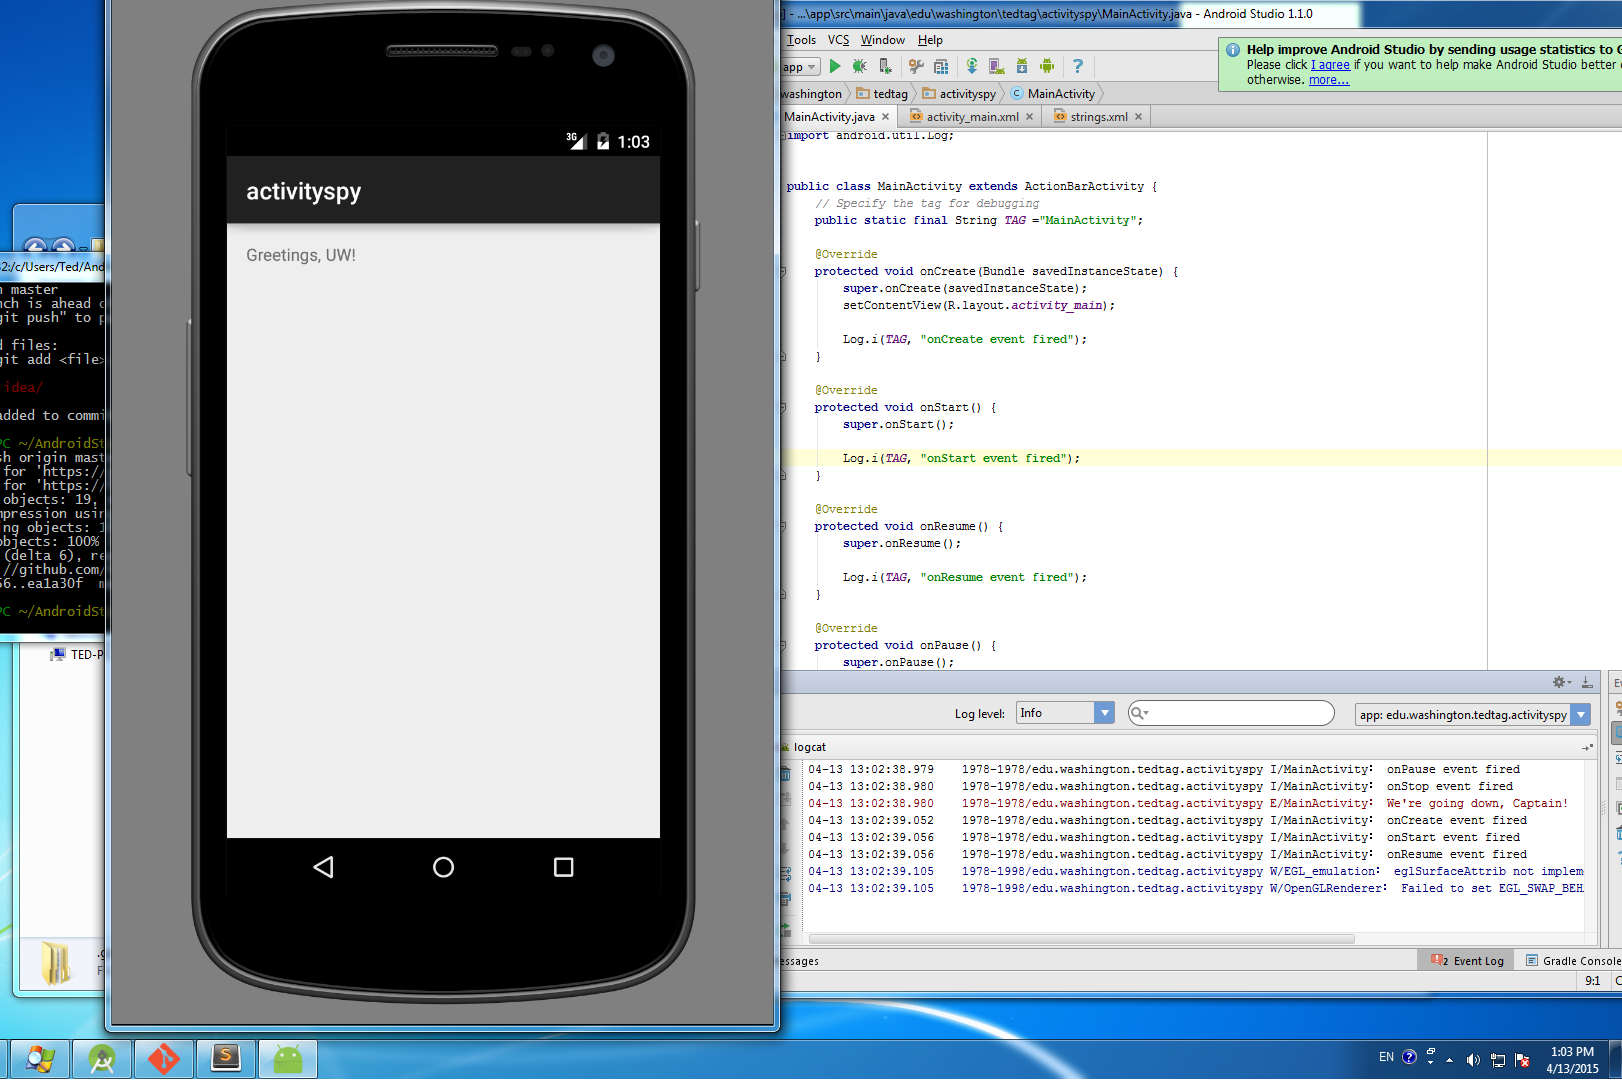 ] - ...\app\src\main\java\edu\washington\tedtag\activityspy\MainActivity.java - Android Studio 1.1.0
Tools VCS Window Help
app
Help improve Android Studio by sending usage statistics to G
Please click I agree if you want to help make Android Studio better
otherwise. more...
washington tedtag activityspy MainActivity
MainActivity.java activity_main.xml strings.xml
import android.util.Log;
public class MainActivity extends ActionBarActivity {
// Specify the tag for debugging
public static final String TAG ="MainActivity";
@Override
protected void onCreate(Bundle savedInstanceState) {
super.onCreate(savedInstanceState);
setContentView(R.layout.activity_main);
Log.i(TAG, "onCreate event fired");
}
@Override
protected void onStart() {
super.onStart();
Log.i(TAG, "onStart event fired");
}
@Override
protected void onResume() {
super.onResume();
Log.i(TAG, "onResume event fired");
}
@Override
protected void onPause() {
super.onPause();
Log level: Info app: edu.washington.tedtag.activityspy
logcat
04-13 13:02:38.979 1978-1978/edu.washington.tedtag.activityspy I/MainActivity: onPause event fired
04-13 13:02:38.980 1978-1978/edu.washington.tedtag.activityspy I/MainActivity: onStop event fired
04-13 13:02:38.980 1978-1978/edu.washington.tedtag.activityspy E/MainActivity: We're going down, Captain!
04-13 13:02:39.052 1978-1978/edu.washington.tedtag.activityspy I/MainActivity: onCreate event fired
04-13 13:02:39.056 1978-1978/edu.washington.tedtag.activityspy I/MainActivity: onStart event fired
04-13 13:02:39.056 1978-1978/edu.washington.tedtag.activityspy I/MainActivity: onResume event fired
04-13 13:02:39.105 1978-1998/edu.washington.tedtag.activityspy W/EGL_emulation: eglSurfaceAttrib not implem
04-13 13:02:39.105 1978-1998/edu.washington.tedtag.activityspy W/OpenGLRenderer: Failed to set EGL_SWAP_BEH
essages
2 Event Log Gradle Console
9:1
3G 1:03
activityspy
Greetings, UW!
32:/c/Users/Ted/And
n master
nch is ahead o
git push" to p
d files:
git add <file>
idea/
added to commi
PC ~/AndroidSt
sh origin mast
for 'https://
for 'https://
objects: 19,
mpression usin
ing objects: 1
objects: 100%
(delta 6), re
://github.com/
56..ea1a30f m
PC ~/AndroidSt
TED-P
.g
F
EN
1:03 PM
4/13/2015